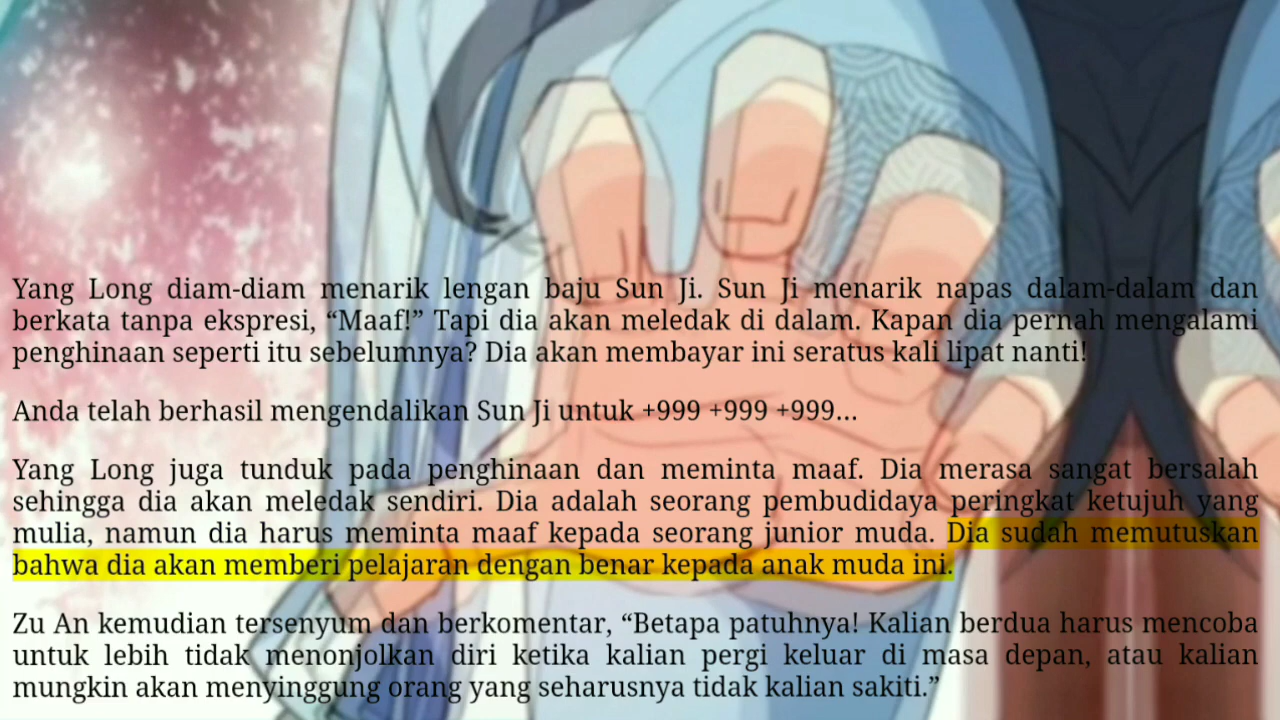 Yang Long diam-diam menarik lengan baju Sun Ji. Sun Ji menarik napas dalam-dalam dan
berkata tanpa ekspresi, “Maaf!” Tapi dia akan meledak di dalam. Kapan dia pernah mengalami
penghinaan seperti itu sebelumnya? Dia akan membayar ini seratus kali lipat nanti!
Anda telah berhasil mengendalikan Sun Ji untuk +999 +999 +999…
Yang Long juga tunduk pada penghinaan dan meminta maaf. Dia merasa sangat bersalah
sehingga dia akan meledak sendiri. Dia adalah seorang pembudidaya peringkat ketujuh yang
mulia, namun dia harus meminta maaf kepada seorang junior muda. Dia sudah memutuskan
bahwa dia akan memberi pelajaran dengan benar kepada anak muda ini.
Zu An kemudian tersenyum dan berkomentar, “Betapa patuhnya! Kalian berdua harus mencoba
untuk lebih tidak menonjolkan diri ketika kalian pergi keluar di masa depan, atau kalian
mungkin akan menyinggung orang yang seharusnya tidak kalian sakiti.”